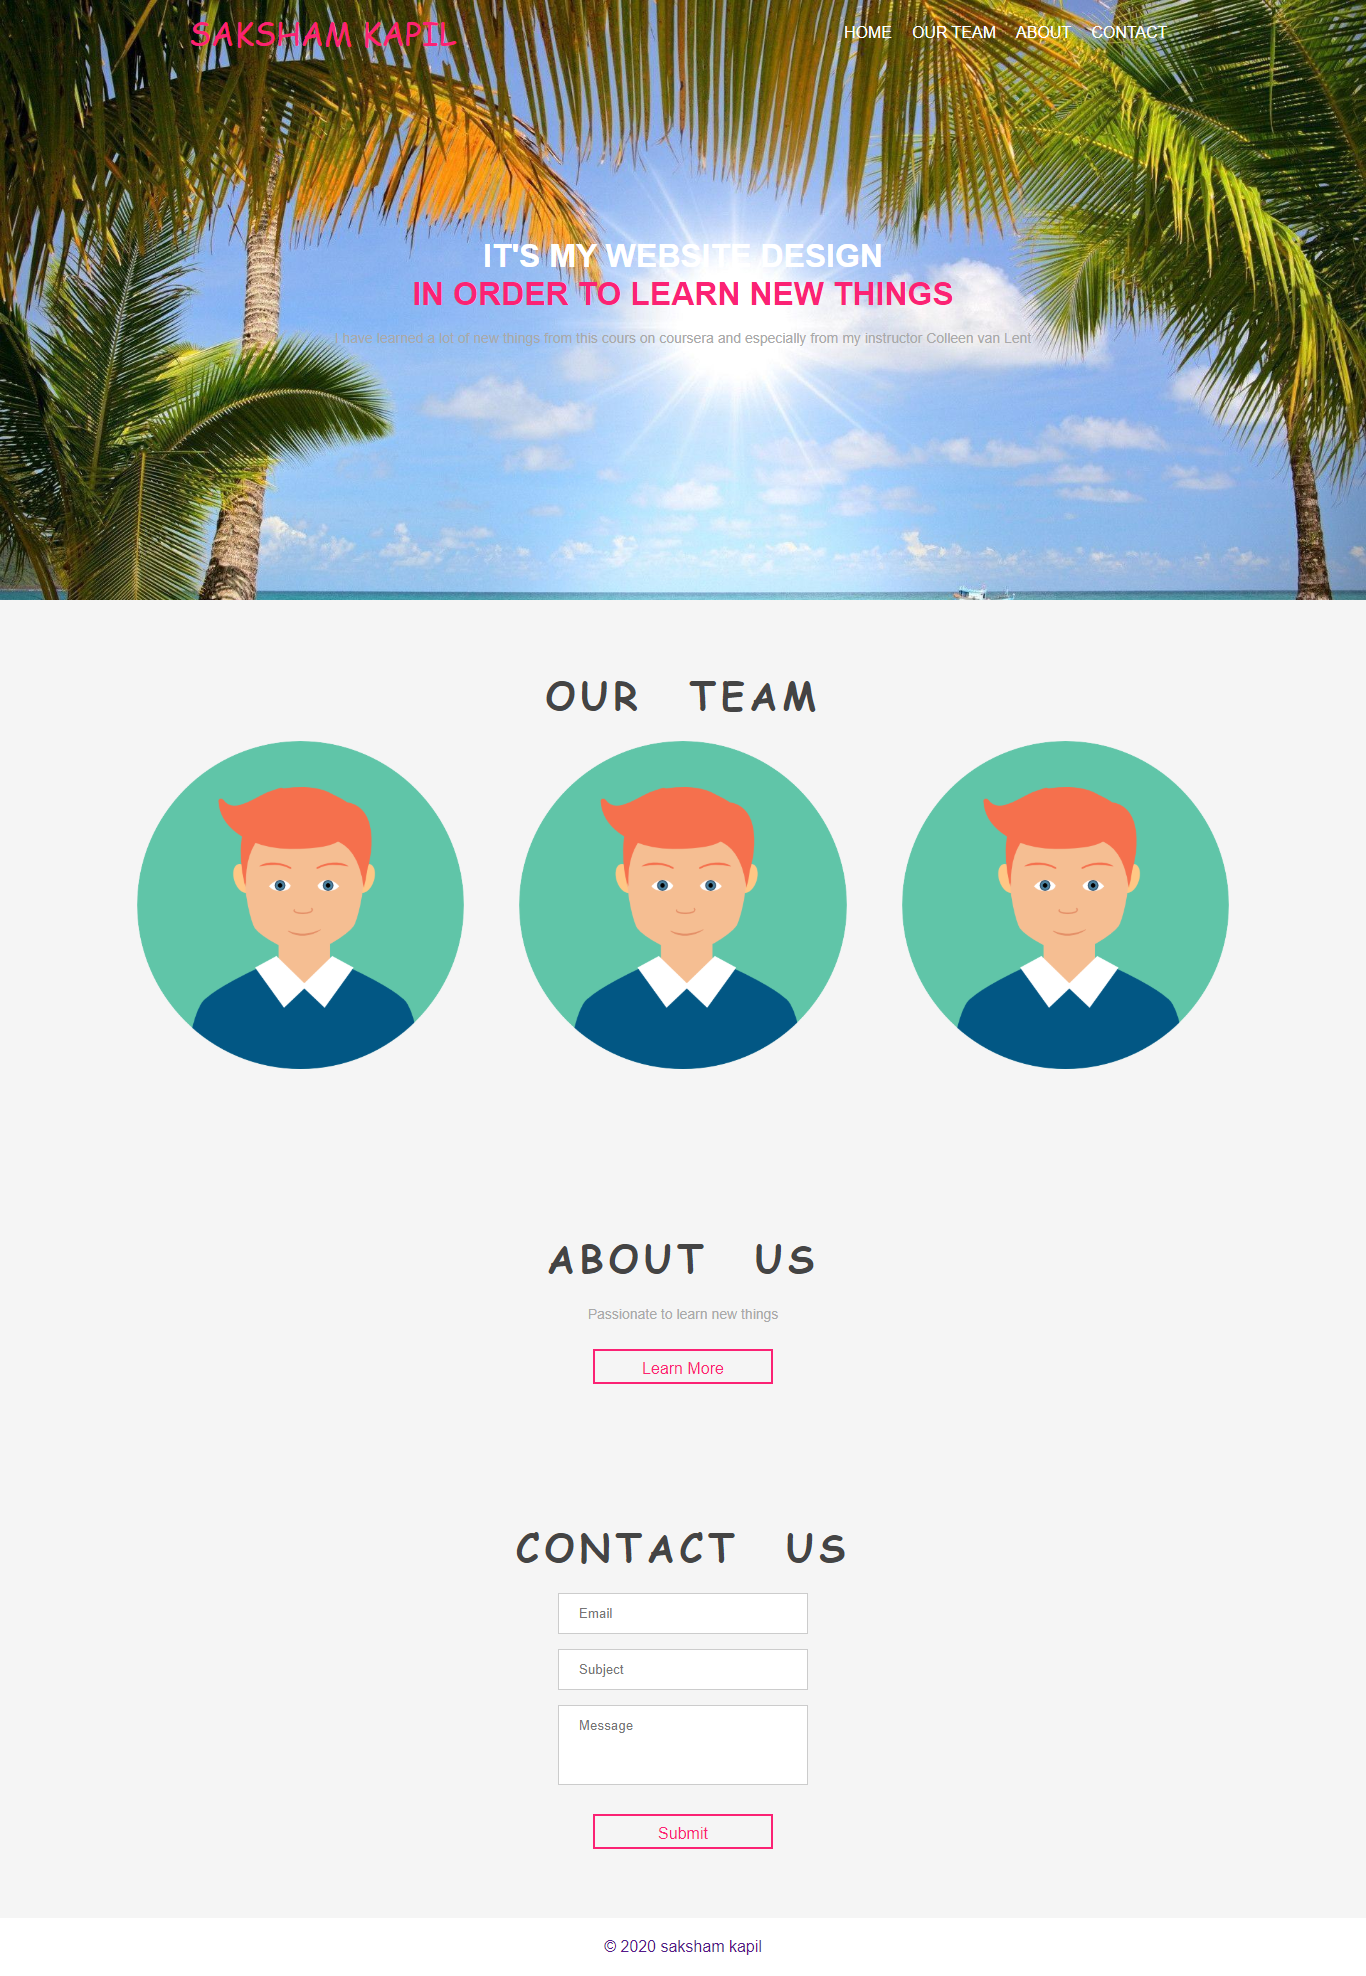 SAKSHAM KAPIL
HOME OUR TEAM ABOUT CONTACT
IT'S MY WEBSITE DESIGN
IN ORDER TO LEARN NEW THINGS
I have learned a lot of new things from this cours on coursera and especially from my instructor Colleen van Lent
OUR TEAM
ABOUT US
Passionate to learn new things
Learn More
CONTACT US
Email
Subject
Message
Submit
© 2020 saksham kapil